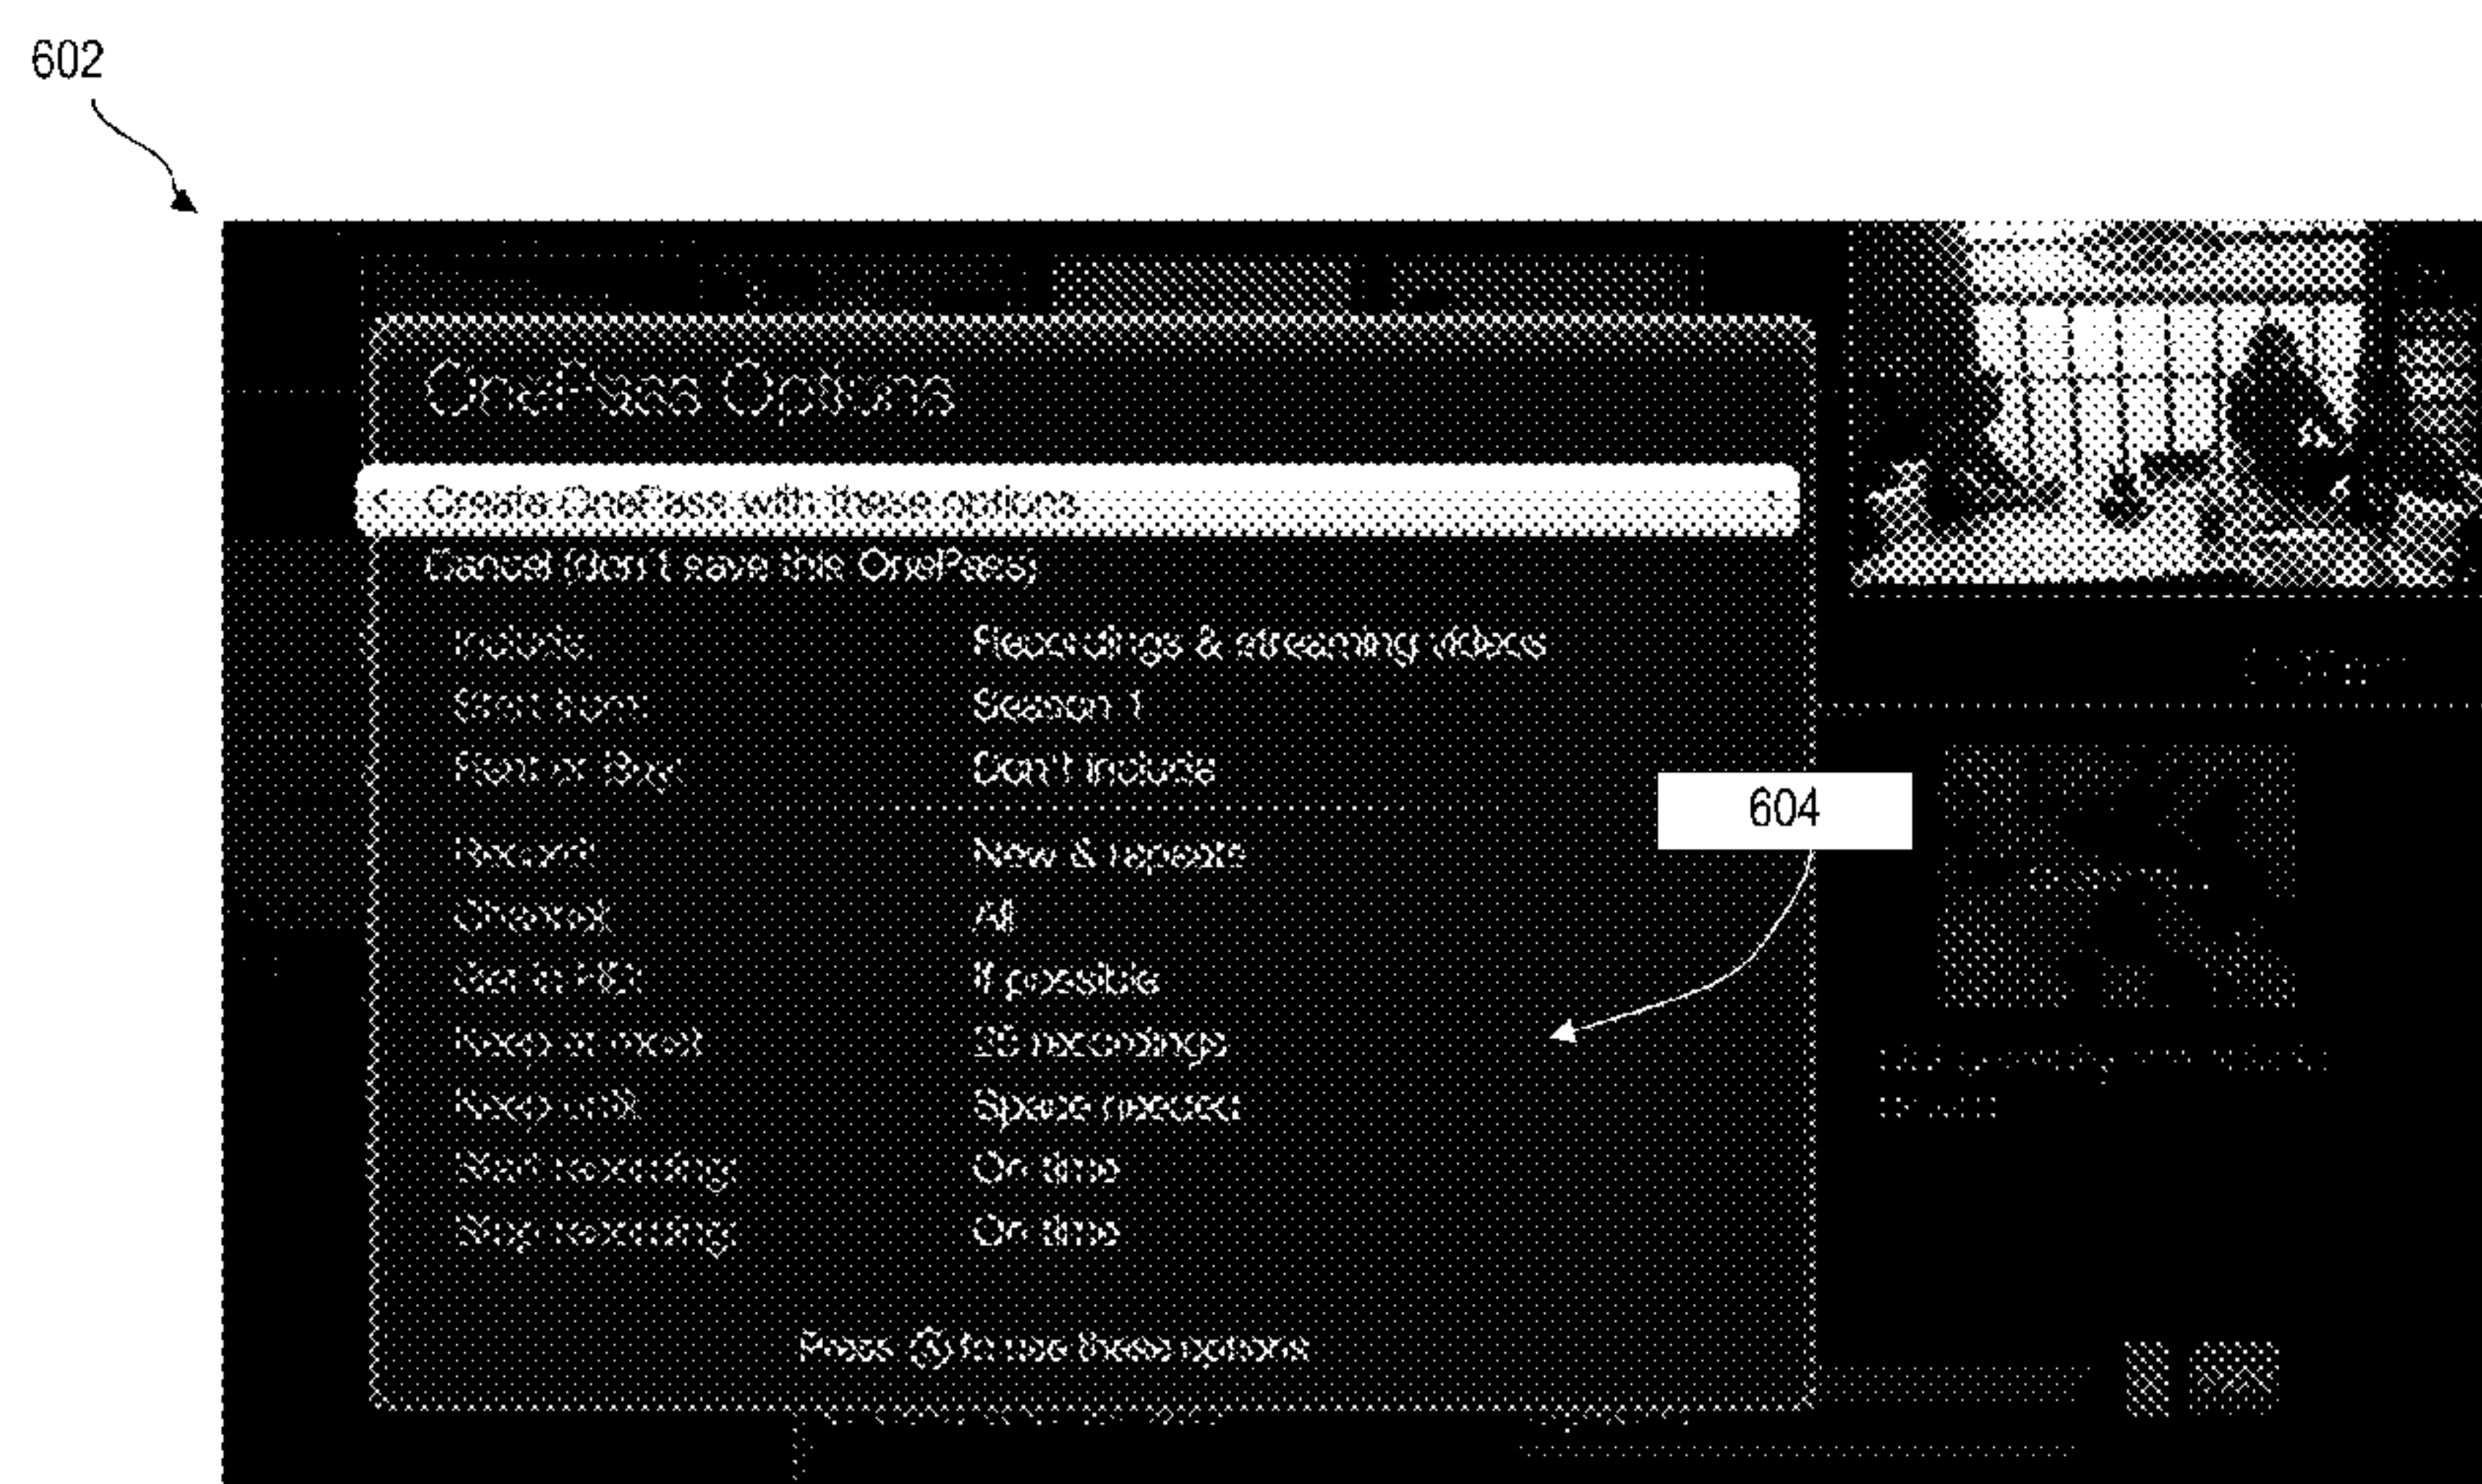 602
OnePass Options
Create OnePass with these options
Cancel (don't save this OnePass)
Include: Recordings & streaming videos
Start from: Season 1
Rent or Buy: Don't include
Record: New & repeats
Channel: All
Get in HD: If possible
Keep at most: 25 recordings
Keep until: Space needed
Start recording: On time
Stop recording: On time
Press to use these options
604